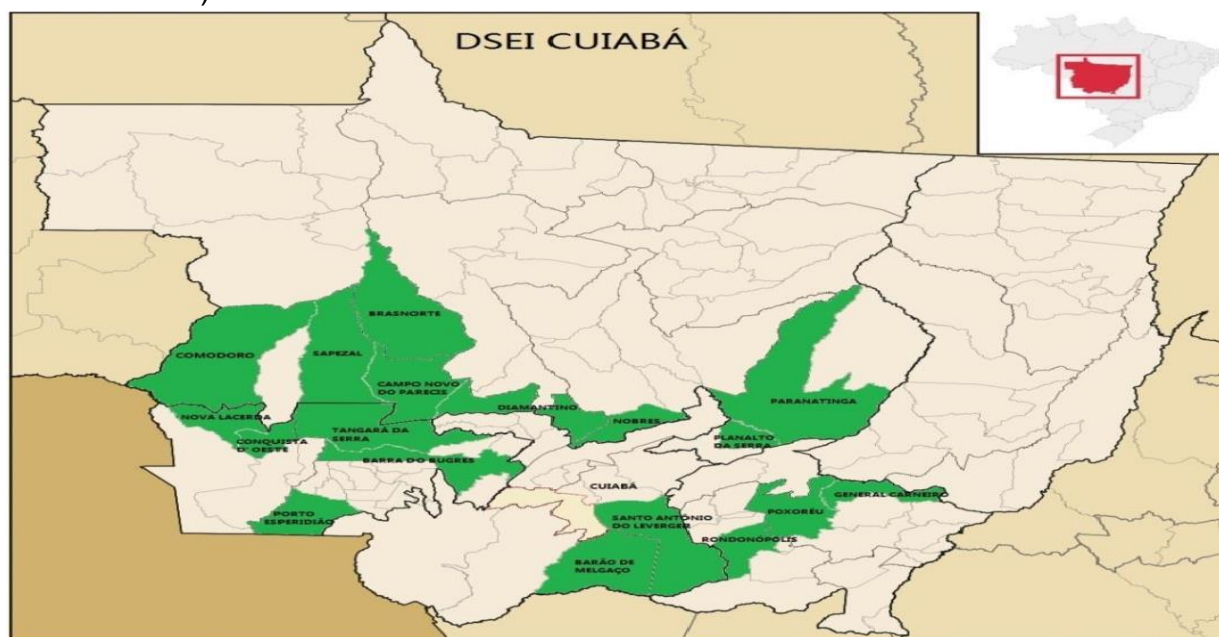 )
DSEI CUIABÁ
BRASNORTE
COMODORO
SAPEZAL
CAMPO NOVO
DO PARECIS
DIAMANTINO
NOBRES
PARANATINGA
NOVA LACERDA
TANGARÁ DA
SERRA
CONQUISTA
D' OESTE
PLANALTO
DA SERRA
BARRA DO BUGRES
CUIABÁ
GENERAL CARNEIRO
PORTO
ESPERIDIÃO
SANTO ANTÔNIO
DO LEVERGER
POXORÉU
RONDONÓPOLIS
BARÃO DE
MELGAÇO